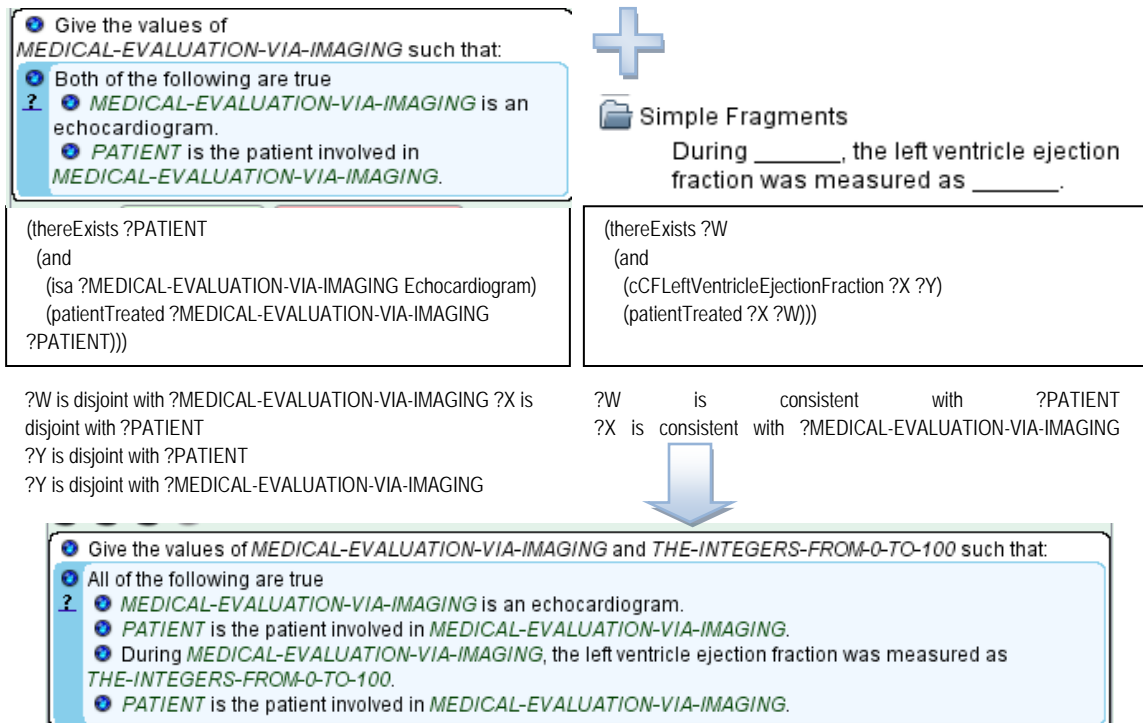 Give the values of
MEDICAL-EVALUATION-VIA-IMAGING such that:
Both of the following are true
? MEDICAL-EVALUATION-VIA-IMAGING is an
echocardiogram.
PATIENT is the patient involved in
MEDICAL-EVALUATION-VIA-IMAGING.
Simple Fragments
During ______, the left ventricle ejection
fraction was measured as ______.
(thereExists ?PATIENT
(and
(isa ?MEDICAL-EVALUATION-VIA-IMAGING Echocardiogram)
(patientTreated ?MEDICAL-EVALUATION-VIA-IMAGING
?PATIENT)))
(thereExists ?W
(and
(cCFLeftVentricleEjectionFraction ?X ?Y)
(patientTreated ?X ?W)))
?W is disjoint with ?MEDICAL-EVALUATION-VIA-IMAGING ?X is
disjoint with ?PATIENT
?Y is disjoint with ?PATIENT
?Y is disjoint with ?MEDICAL-EVALUATION-VIA-IMAGING
?W is consistent with ?PATIENT
?X is consistent with ?MEDICAL-EVALUATION-VIA-IMAGING
Give the values of MEDICAL-EVALUATION-VIA-IMAGING and THE-INTEGERS-FROM-0-TO-100 such that:
All of the following are true
? MEDICAL-EVALUATION-VIA-IMAGING is an echocardiogram.
PATIENT is the patient involved in MEDICAL-EVALUATION-VIA-IMAGING.
During MEDICAL-EVALUATION-VIA-IMAGING, the left ventricle ejection fraction was measured as
THE-INTEGERS-FROM-0-TO-100.
PATIENT is the patient involved in MEDICAL-EVALUATION-VIA-IMAGING.